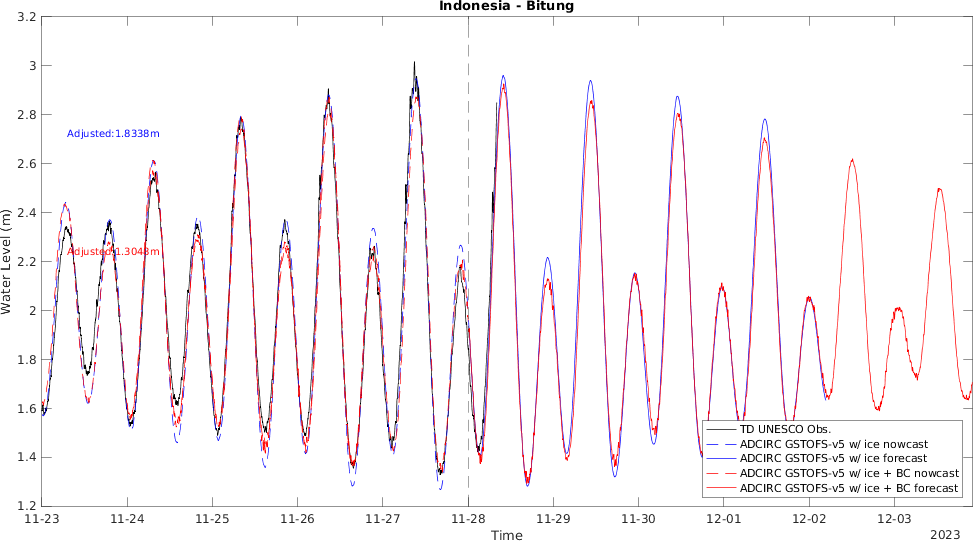 Indonesia - Bitung
3.2
3
2.8
2.6
2.4
2.2
2
1.8
1.6
1.4
1.2
Water Level (m)
Adjusted:1.8338m
Adjusted:1.3048m
TD UNESCO Obs.
ADCIRC GSTOFS-v5 w/ ice nowcast
ADCIRC GSTOFS-v5 w/ ice forecast
ADCIRC GSTOFS-v5 w/ ice + BC nowcast
ADCIRC GSTOFS-v5 w/ ice + BC forecast
11-23 11-24 11-25 11-26 11-27 11-28 11-29 11-30 12-01 12-02 12-03
Time
2023